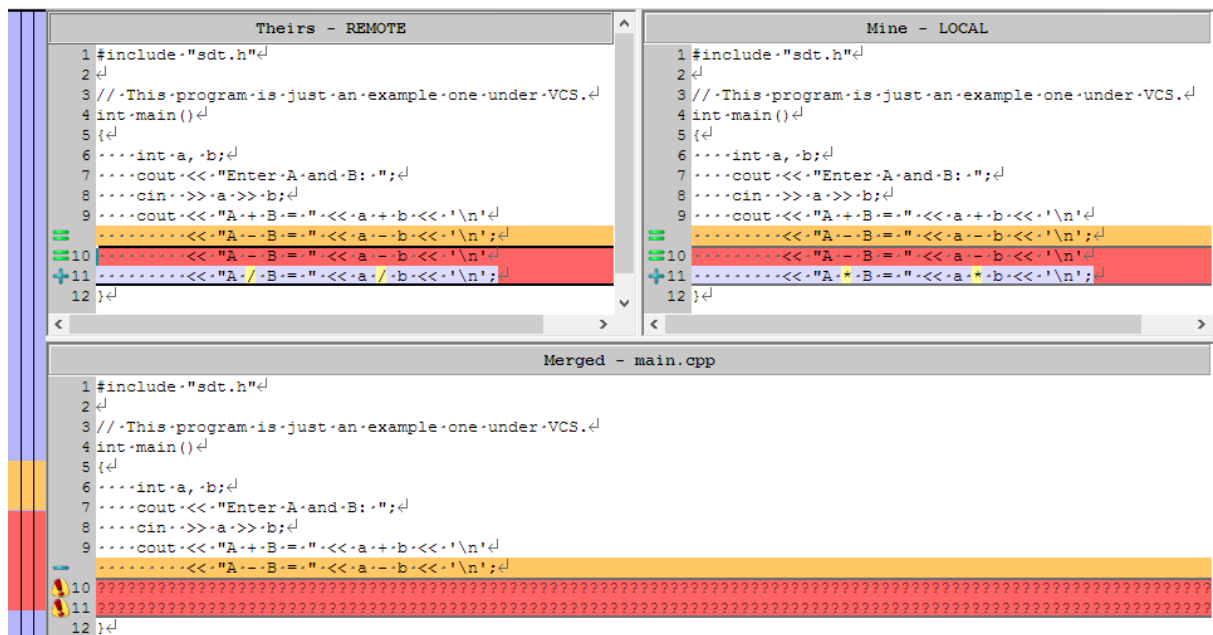 Theirs - REMOTE
1 #include "sdt.h"
2
3 // This program is just an example one under VCS.
4 int main()
5 {
6     int a, b;
7     cout << "Enter A and B: ";
8     cin  >> a >> b;
9     cout << "A + B = " << a + b << '\n'
         << "A - B = " << a - b << '\n';
10          << "A - B = " << a - b << '\n'
11          << "A / B = " << a / b << '\n';
12 }
Mine - LOCAL
1 #include "sdt.h"
2
3 // This program is just an example one under VCS.
4 int main()
5 {
6     int a, b;
7     cout << "Enter A and B: ";
8     cin  >> a >> b;
9     cout << "A + B = " << a + b << '\n'
         << "A - B = " << a - b << '\n';
10          << "A - B = " << a - b << '\n'
11          << "A * B = " << a * b << '\n';
12 }
Merged - main.cpp
1 #include "sdt.h"
2
3 // This program is just an example one under VCS.
4 int main()
5 {
6     int a, b;
7     cout << "Enter A and B: ";
8     cin  >> a >> b;
9     cout << "A + B = " << a + b << '\n'
         << "A - B = " << a - b << '\n';
10 ???????????????????????????????????????????????????????????????????????????????????????????????????????????????
11 ???????????????????????????????????????????????????????????????????????????????????????????????????????????????
12 }